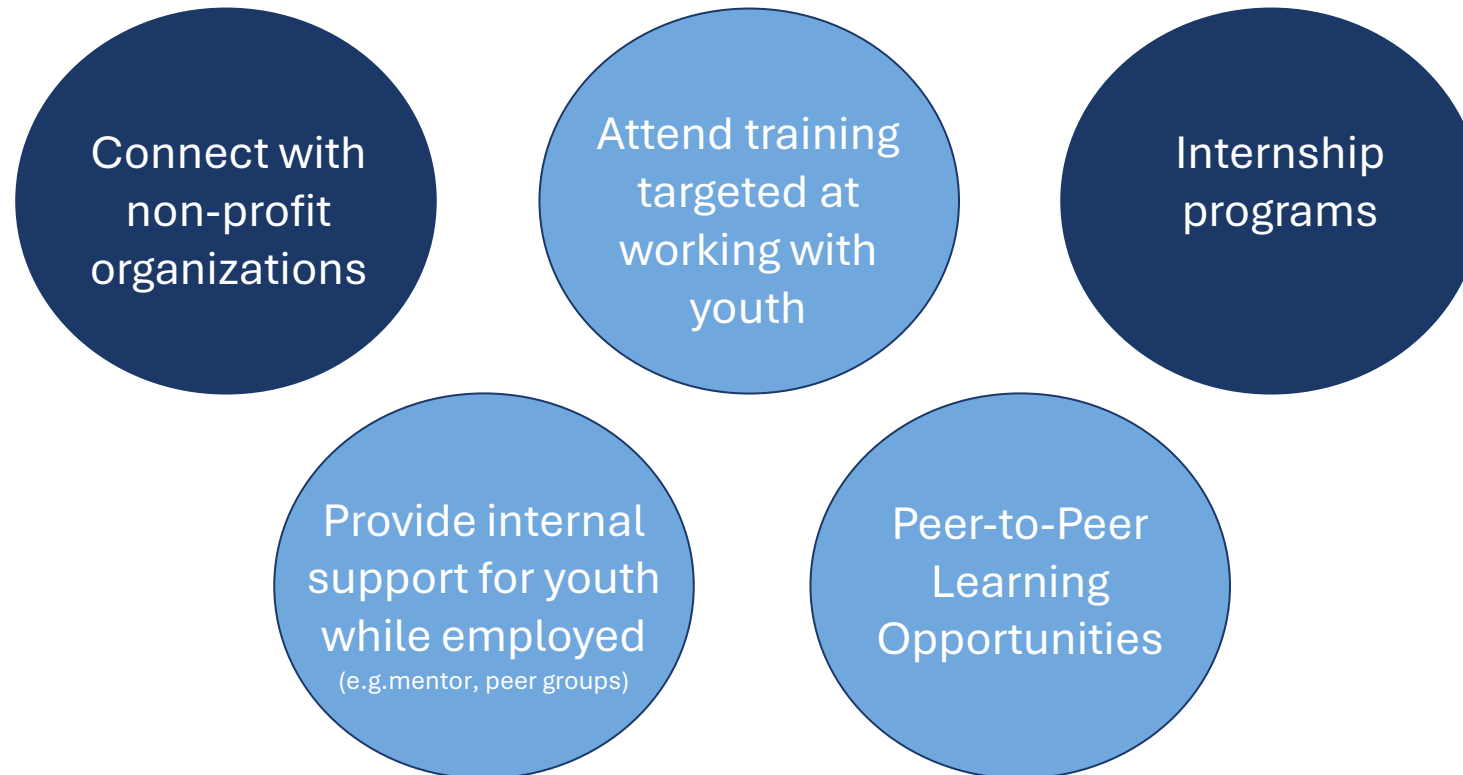 Connect with
non-profit
organizations
Attend training
targeted at
working with
youth
Internship
programs
Provide internal
support for youth
while employed
(e.g.mentor, peer groups)
Peer-to-Peer
Learning
Opportunities